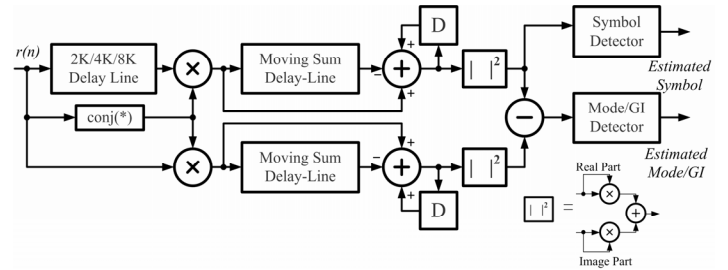 r(n)
2K/4K/8K
Delay Line
conj(*)
×
×
Moving Sum
Delay-Line
Moving Sum
Delay-Line
+
−
+
+
D
| |²
+
−
+
+
D
| |²
−
Symbol
Detector
Estimated
Symbol
Mode/GI
Detector
Estimated
Mode/GI
Real Part
| |² =
×
+
×
Image Part